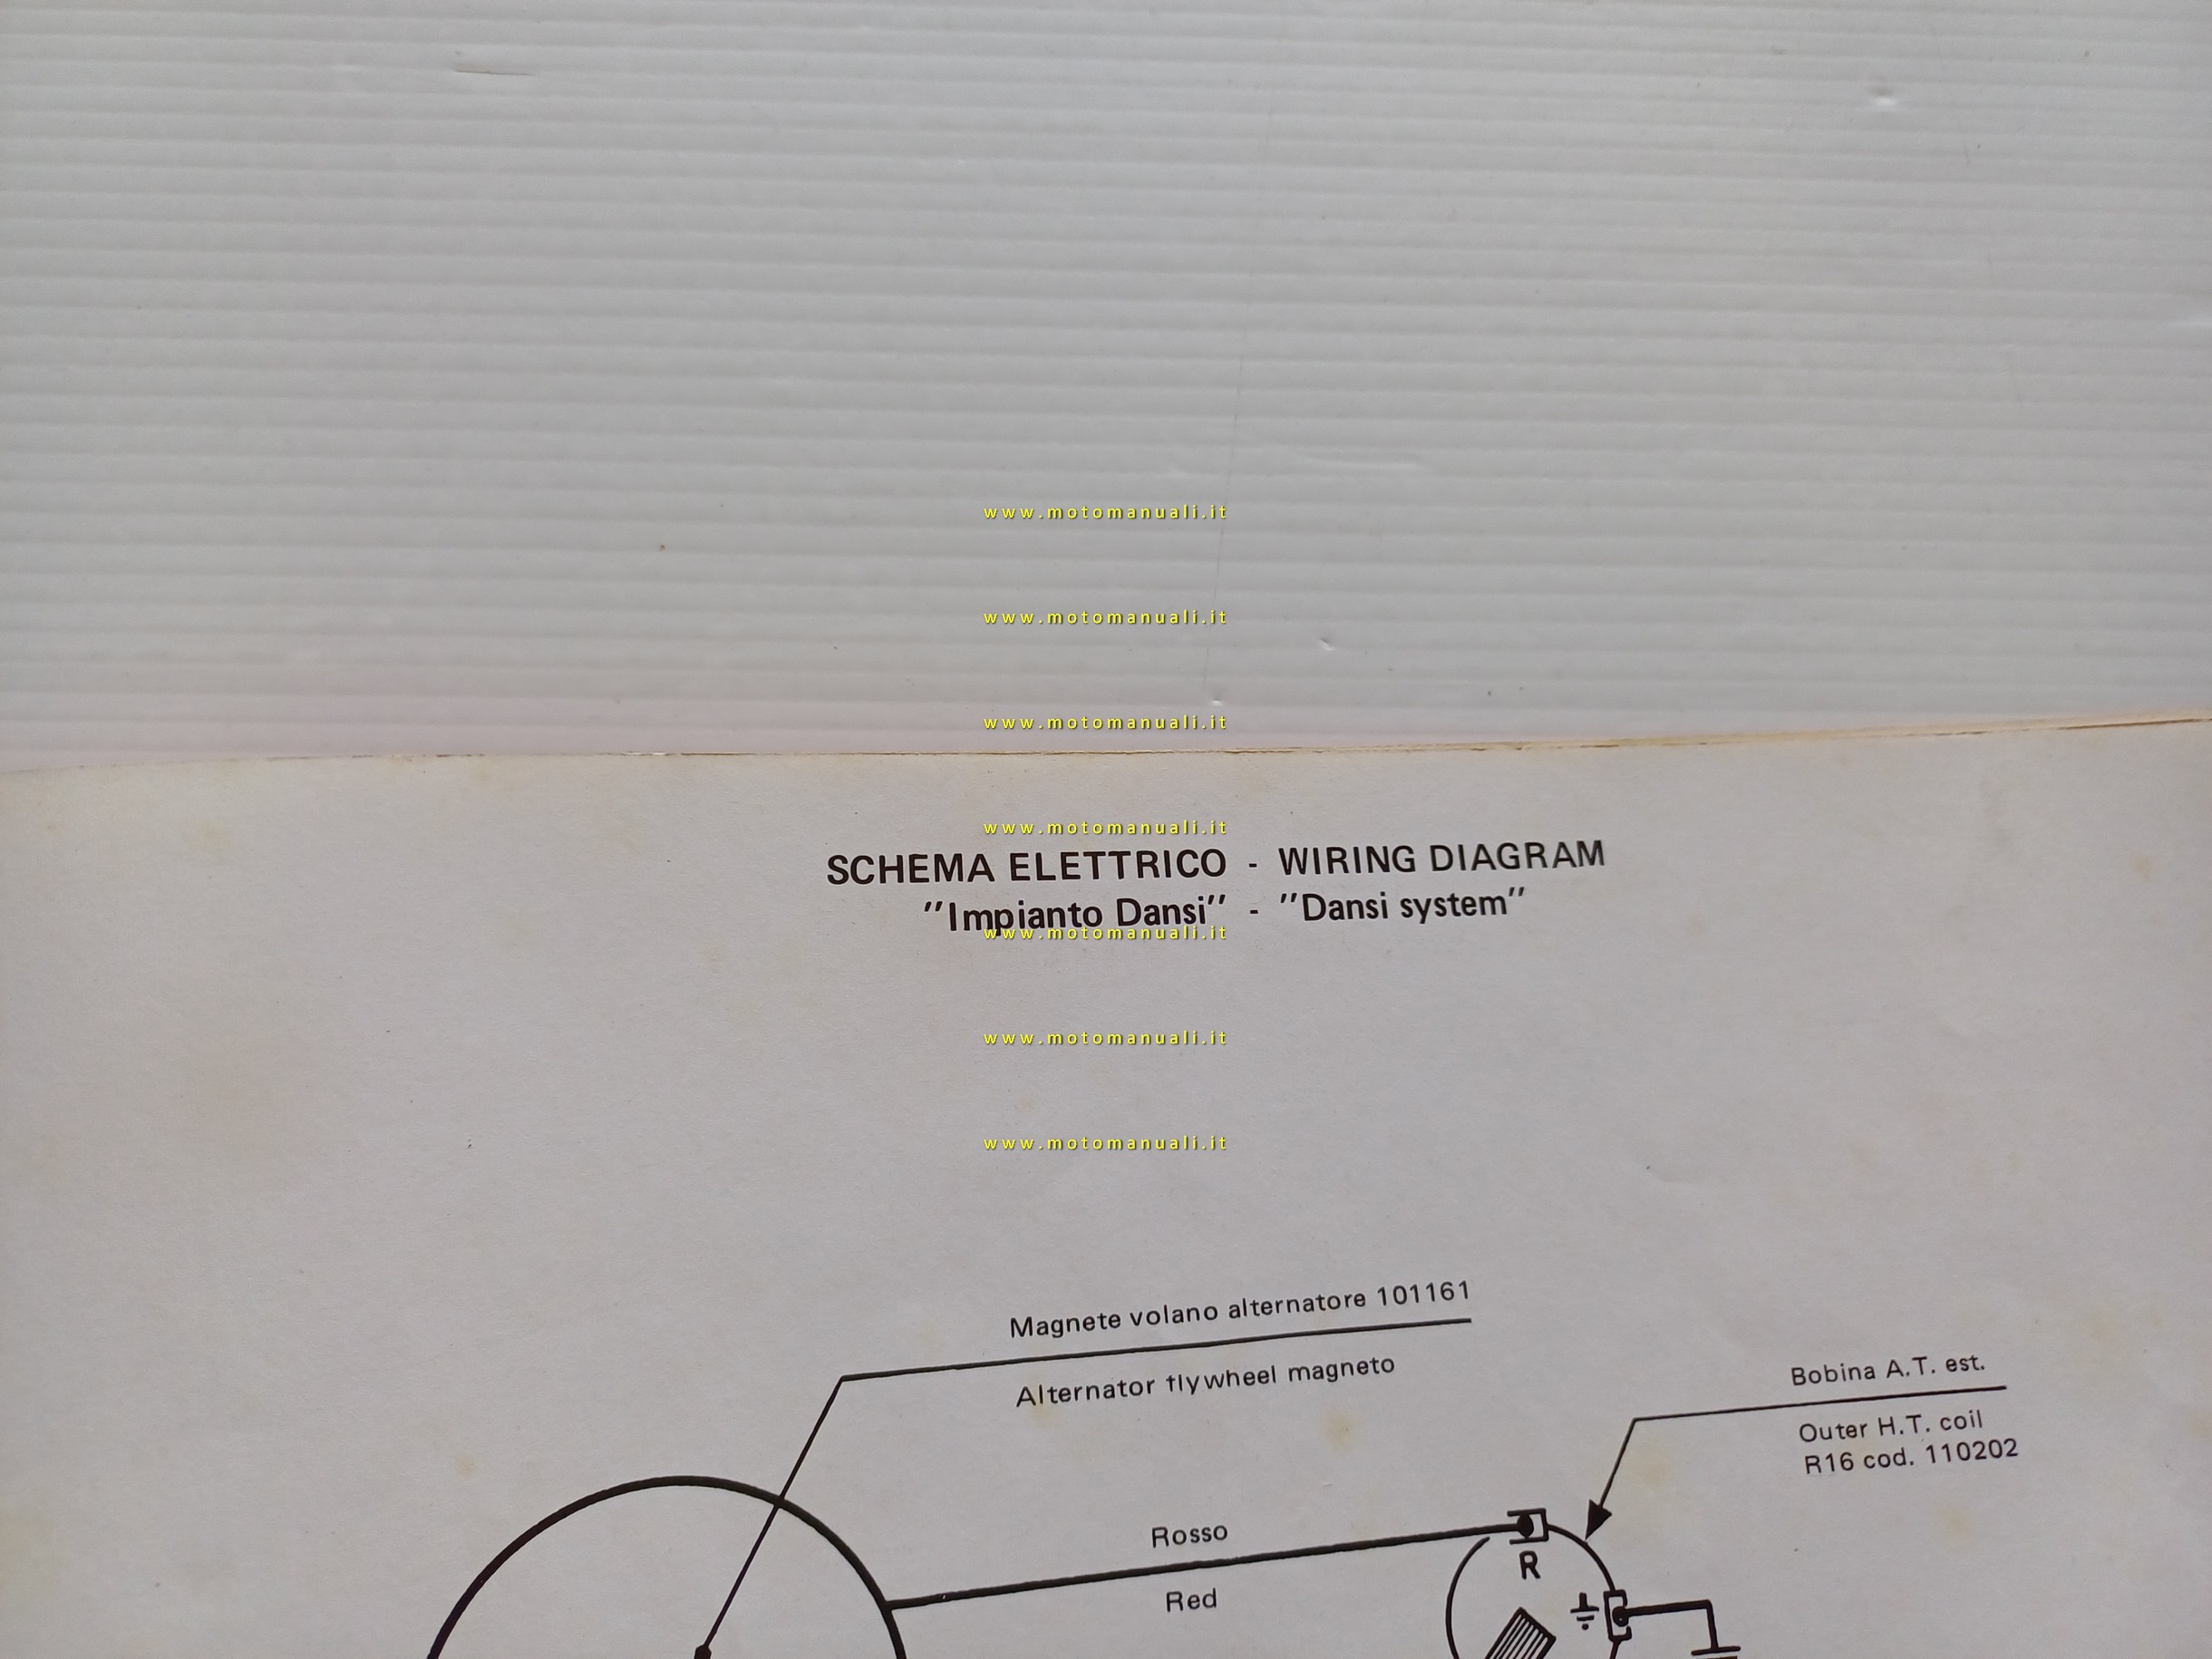 www.motomanuali.it
www.motomanuali.it
www.motomanuali.it
www.motomanuali.it
SCHEMA ELETTRICO - WIRING DIAGRAM
"Impianto Dansi" - "Dansi system"
www.motomanuali.it
www.motomanuali.it
www.motomanuali.it
Magnete volano alternatore 101161
Alternator flywheel magneto
Bobina A.T. est.
Outer H.T. coil
R16 cod. 110202
Rosso
Red
R